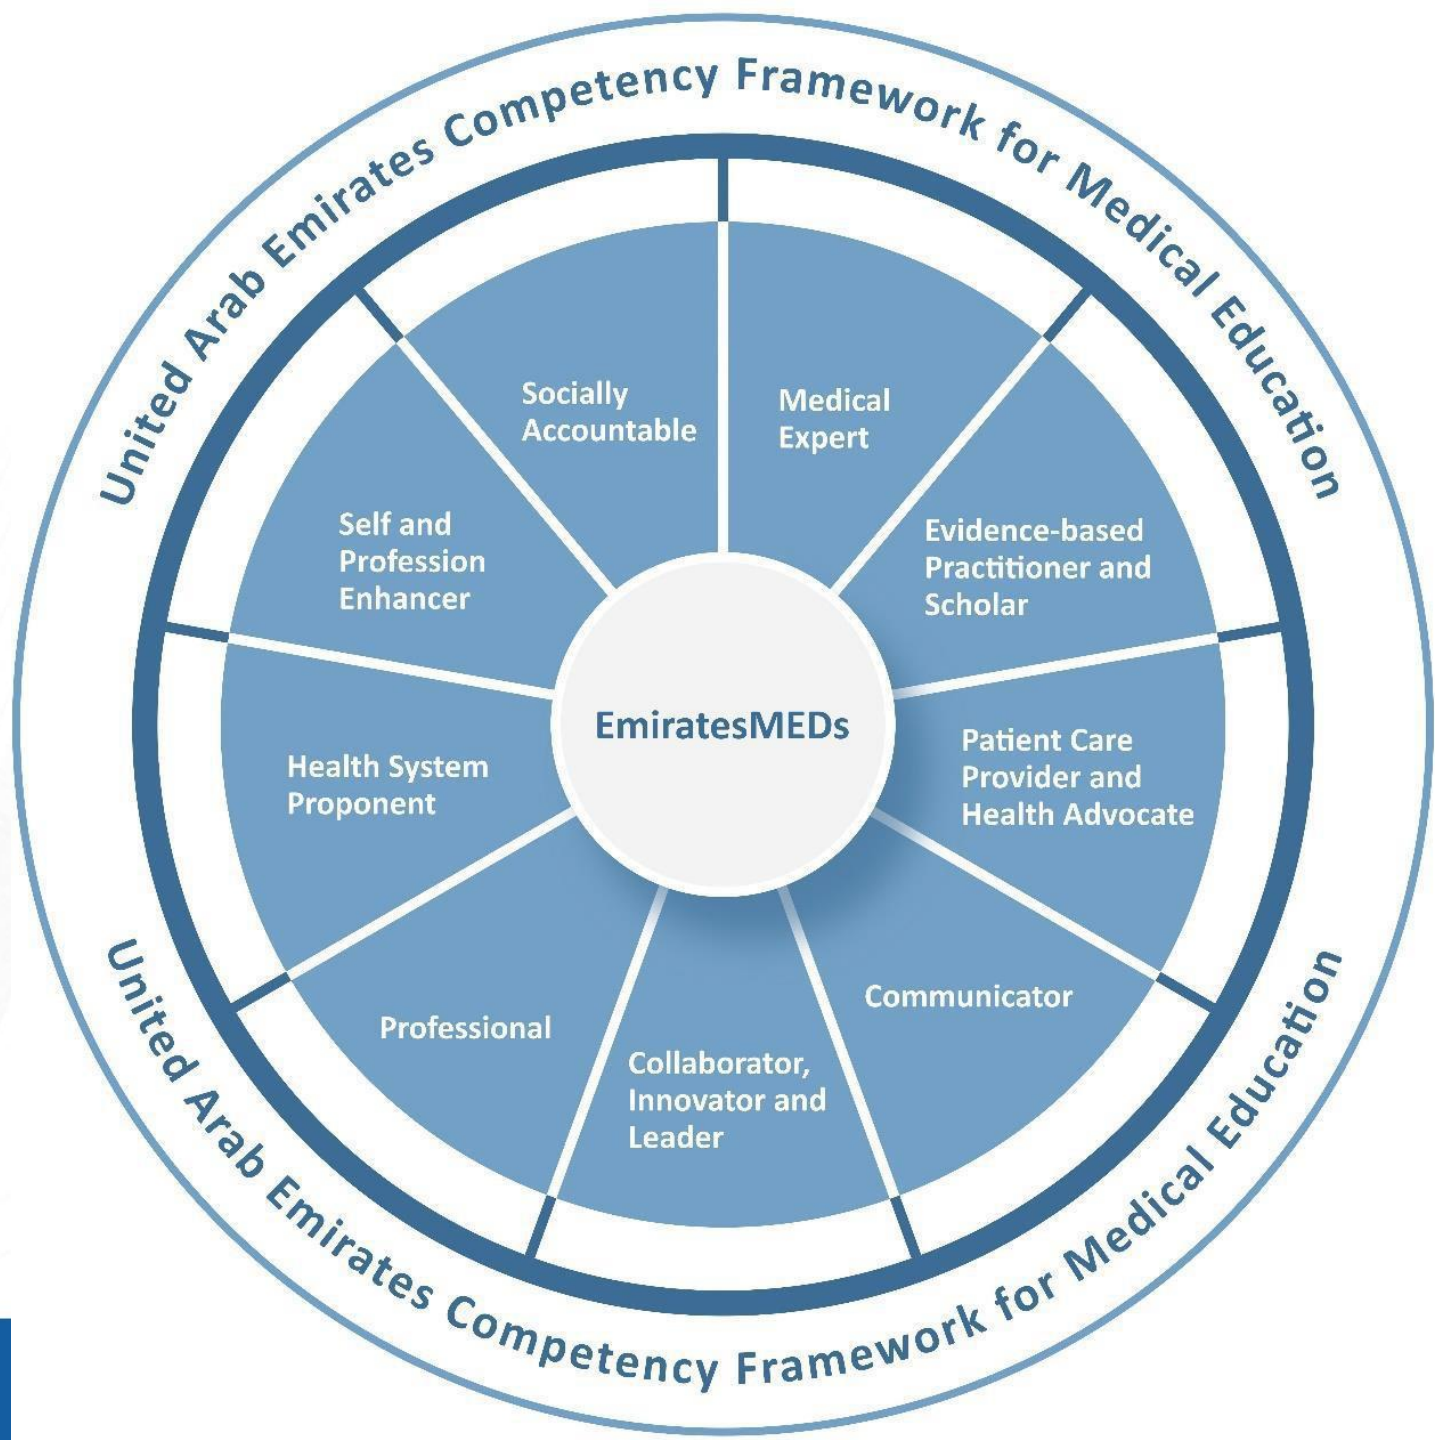 United Arab Emirates Competency Framework for Medical Education
Socially
Accountable
Medical
Expert
Evidence-based
Practitioner and
Scholar
Patient Care
Provider and
Health Advocate
Communicator
Collaborator,
Innovator and
Leader
Professional
Health System
Proponent
Self and
Profession
Enhancer
EmiratesMEDs
United Arab Emirates Competency Framework for Medical Education